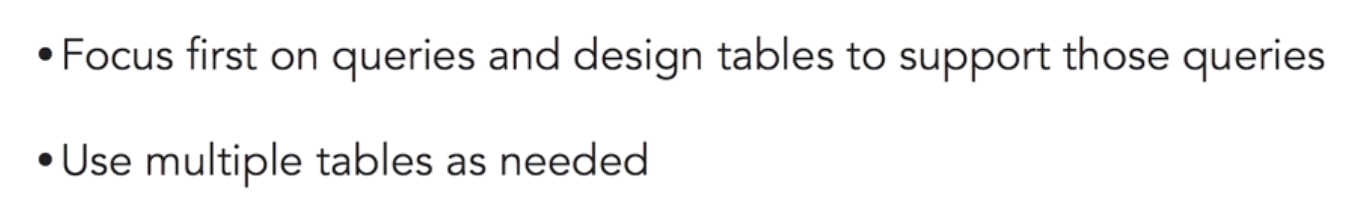 •Focus first on queries and design tables to support those queries
•Use multiple tables as needed